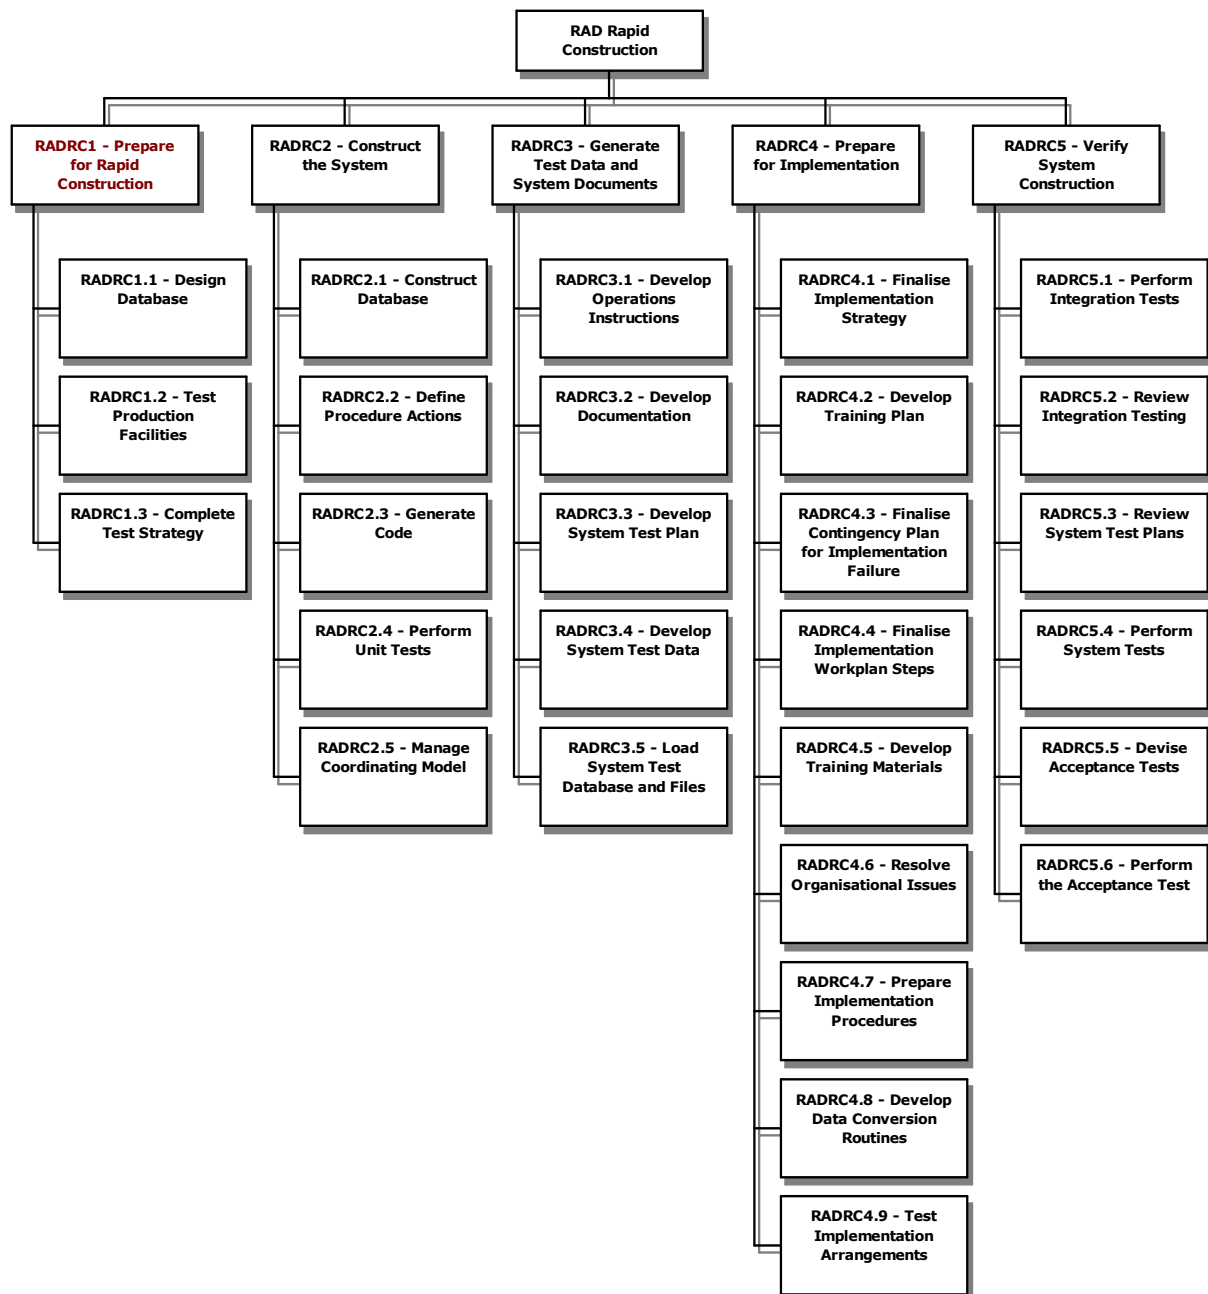 RAD Rapid
Construction
RADRC1 - Prepare
for Rapid
Construction
RADRC2 - Construct
the System
RADRC3 - Generate
Test Data and
System Documents
RADRC4 - Prepare
for Implementation
RADRC5 - Verify
System
Construction
RADRC1.1 - Design
Database
RADRC1.2 - Test
Production
Facilities
RADRC1.3 - Complete
Test Strategy
RADRC2.1 - Construct
Database
RADRC2.2 - Define
Procedure Actions
RADRC2.3 - Generate
Code
RADRC2.4 - Perform
Unit Tests
RADRC2.5 - Manage
Coordinating Model
RADRC3.1 - Develop
Operations
Instructions
RADRC3.2 - Develop
Documentation
RADRC3.3 - Develop
System Test Plan
RADRC3.4 - Develop
System Test Data
RADRC3.5 - Load
System Test
Database and Files
RADRC4.1 - Finalise
Implementation
Strategy
RADRC4.2 - Develop
Training Plan
RADRC4.3 - Finalise
Contingency Plan
for Implementation
Failure
RADRC4.4 - Finalise
Implementation
Workplan Steps
RADRC4.5 - Develop
Training Materials
RADRC4.6 - Resolve
Organisational Issues
RADRC4.7 - Prepare
Implementation
Procedures
RADRC4.8 - Develop
Data Conversion
Routines
RADRC4.9 - Test
Implementation
Arrangements
RADRC5.1 - Perform
Integration Tests
RADRC5.2 - Review
Integration Testing
RADRC5.3 - Review
System Test Plans
RADRC5.4 - Perform
System Tests
RADRC5.5 - Devise
Acceptance Tests
RADRC5.6 - Perform
the Acceptance Test